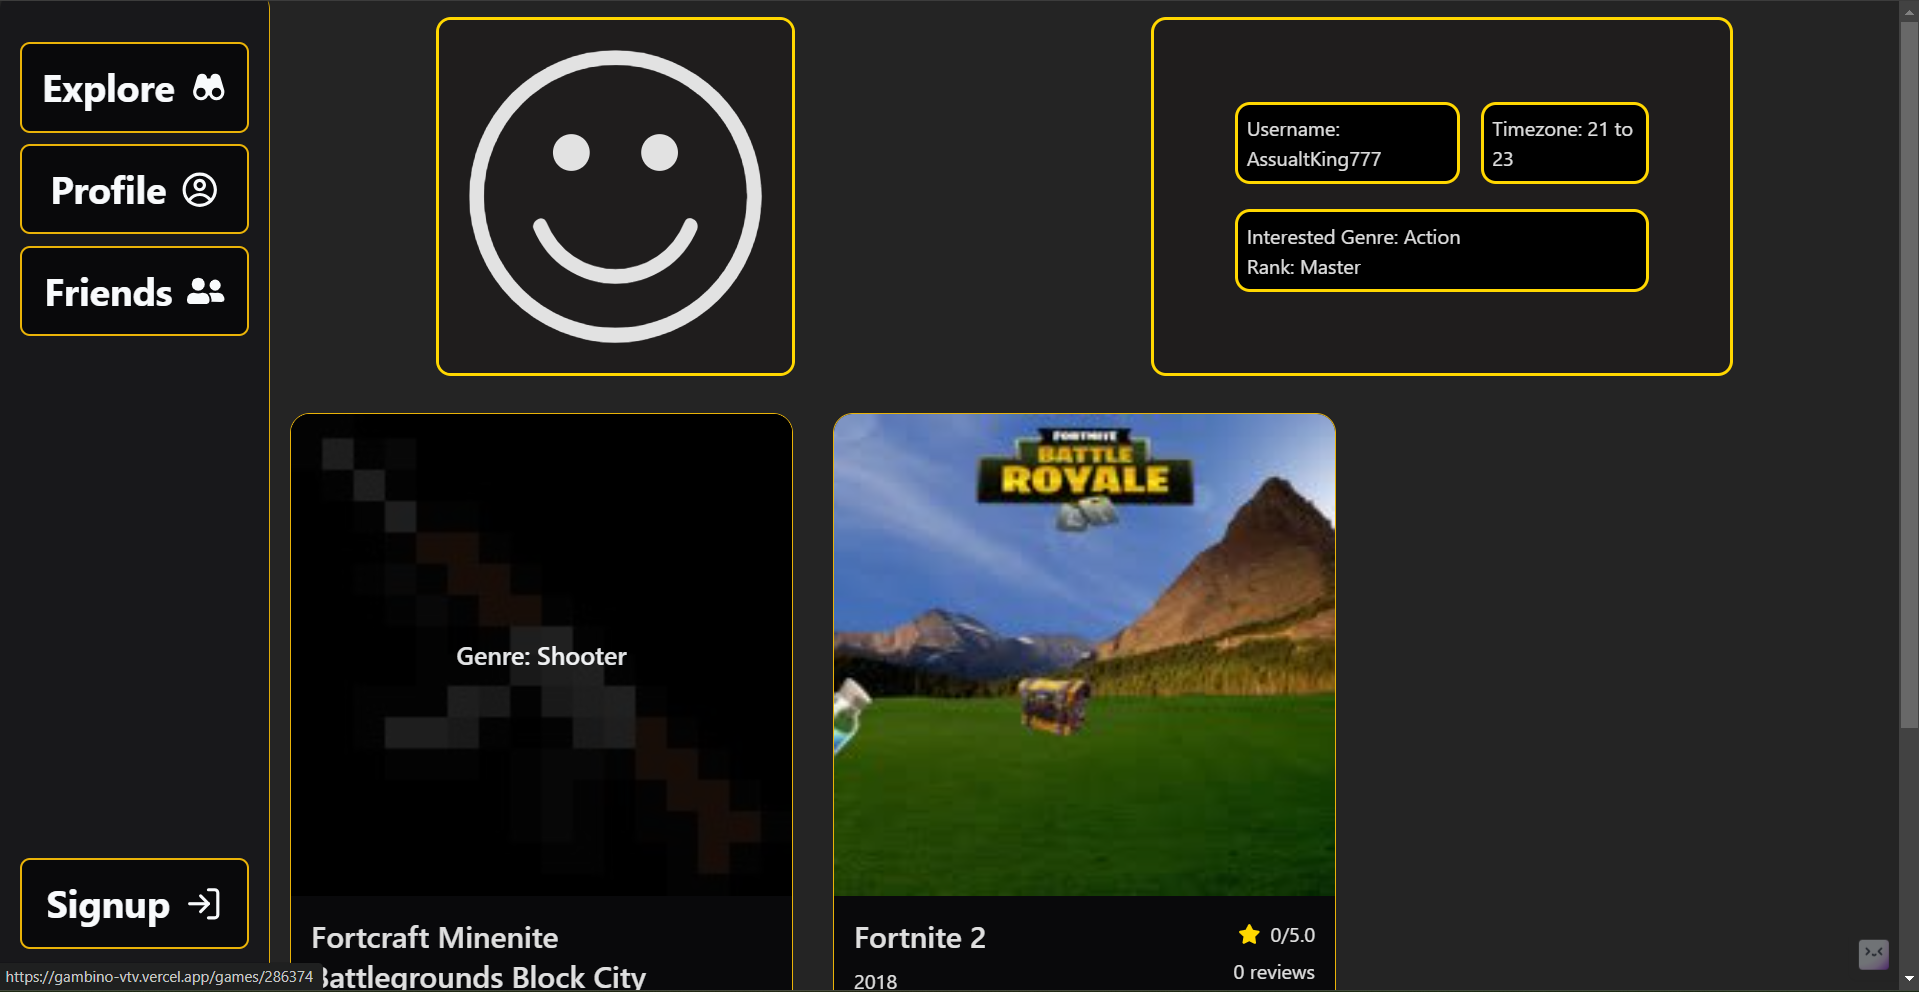 Explore
Profile
Friends
Signup
Username:
AssualtKing777
Timezone: 21 to
23
Interested Genre: Action
Rank: Master
Genre: Shooter
Fortcraft Minenite
Battlegrounds Block City
FORTNITE
BATTLE
ROYALE
Fortnite 2
0/5.0
2018
0 reviews
https://gambino-vtv.vercel.app/games/286374